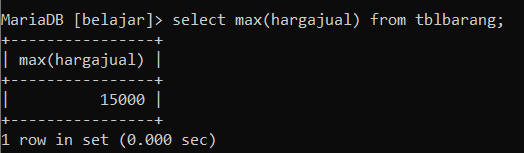 MariaDB [belajar]> select max(hargajual) from tblbarang;
+----------------+
| max(hargajual) |
+----------------+
|          15000 |
+----------------+
1 row in set (0.000 sec)